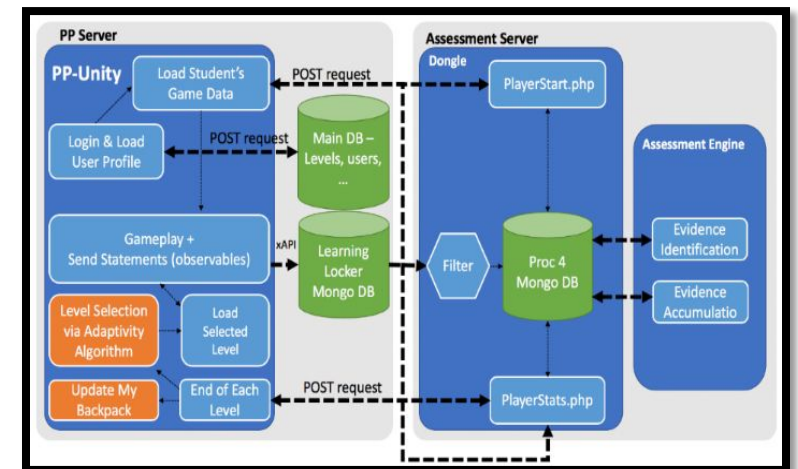 PP Server
PP-Unity
Load Student's
Game Data
POST request
Login & Load
User Profile
POST request
Main DB –
Levels, users,
...
Gameplay +
Send Statements (observables)
xAPI
Learning
Locker
Mongo DB
Level Selection
via Adaptivity
Algorithm
Load
Selected
Level
Update My
Backpack
End of Each
Level
POST request
Assessment Server
Dongle
PlayerStart.php
Filter
Proc 4
Mongo DB
PlayerStats.php
Assessment Engine
Evidence
Identification
Evidence
Accumulatio